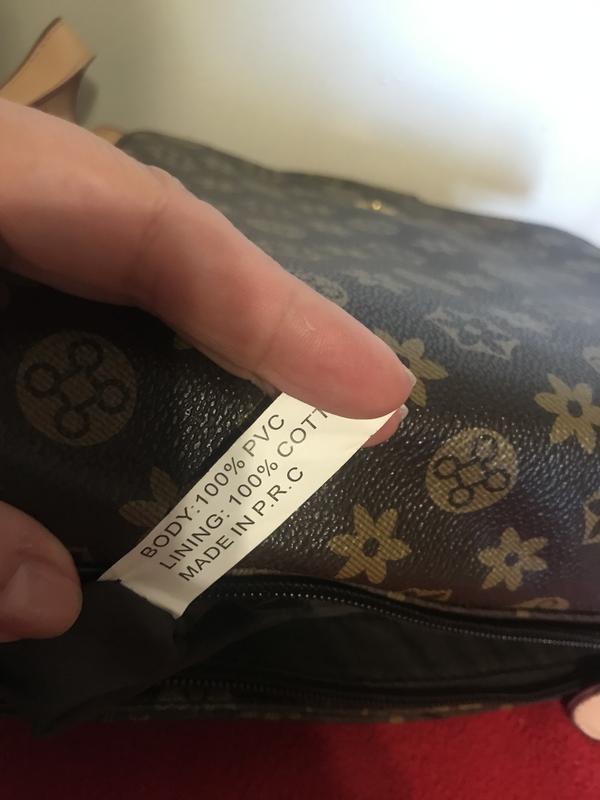 BODY:100% PVC
LINING: 100% COTT
MADE IN P.R.C